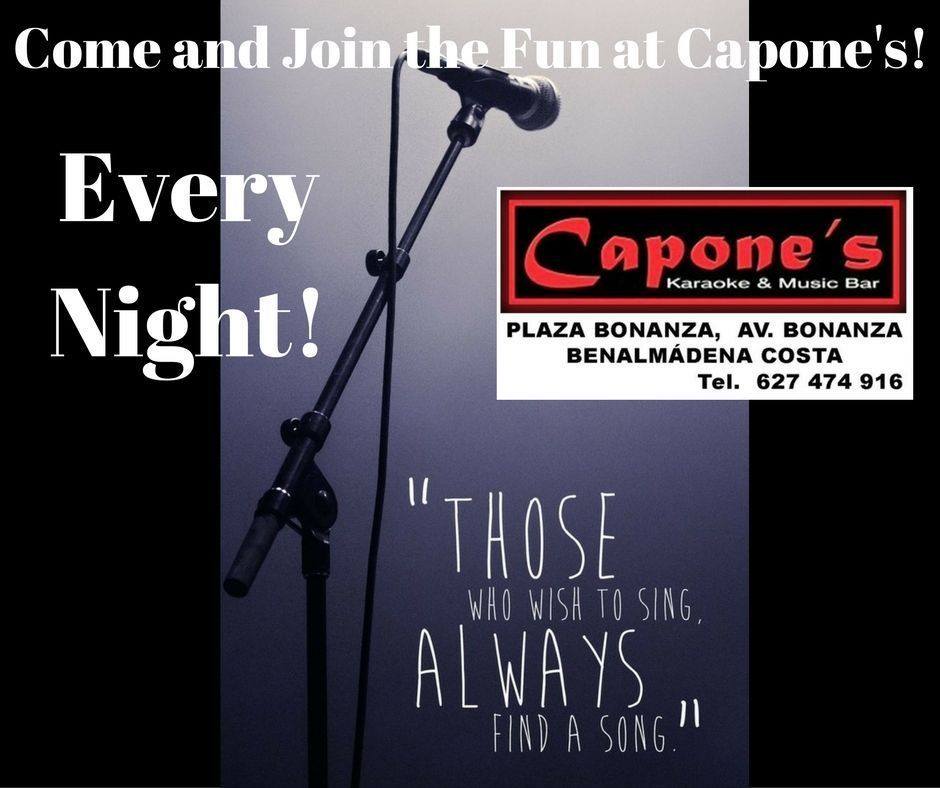 Come and Join the Fun at Capone's!
Every
Night!
Capone´s
Karaoke & Music Bar
PLAZA BONANZA, AV. BONANZA
BENALMÁDENA COSTA
Tel. 627 474 916
"THOSE
WHO WISH TO SING,
ALWAYS
FIND A SONG."